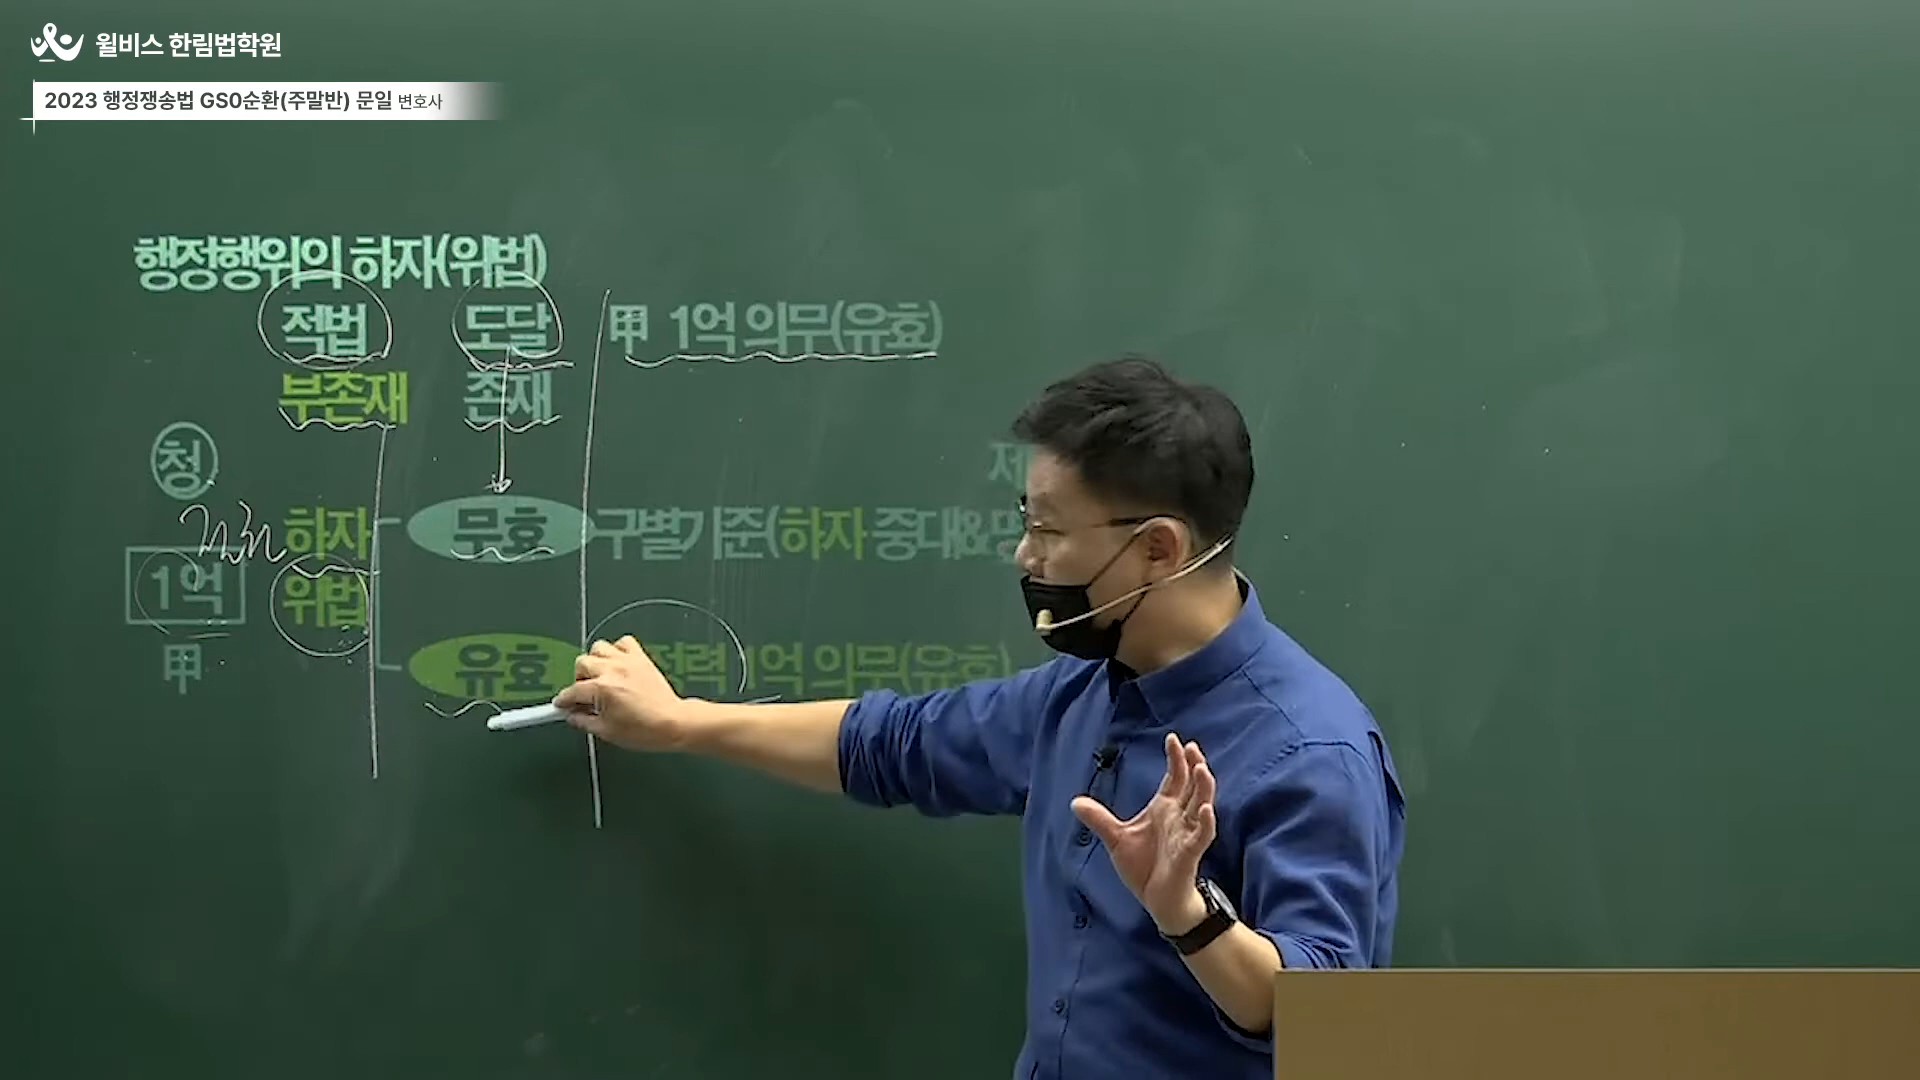 윌비스 한림법학원
2023 행정쟁송법 GS0순환(주말반) 문일 변호사
행정행위의 하자(위법)
적법 도달 甲 1억 의무(유효)
부존재 존재
청 제
하자 무효 구별기준(하자 중대&명
1억 위법
甲 유효 정력 1억 의무(유효)